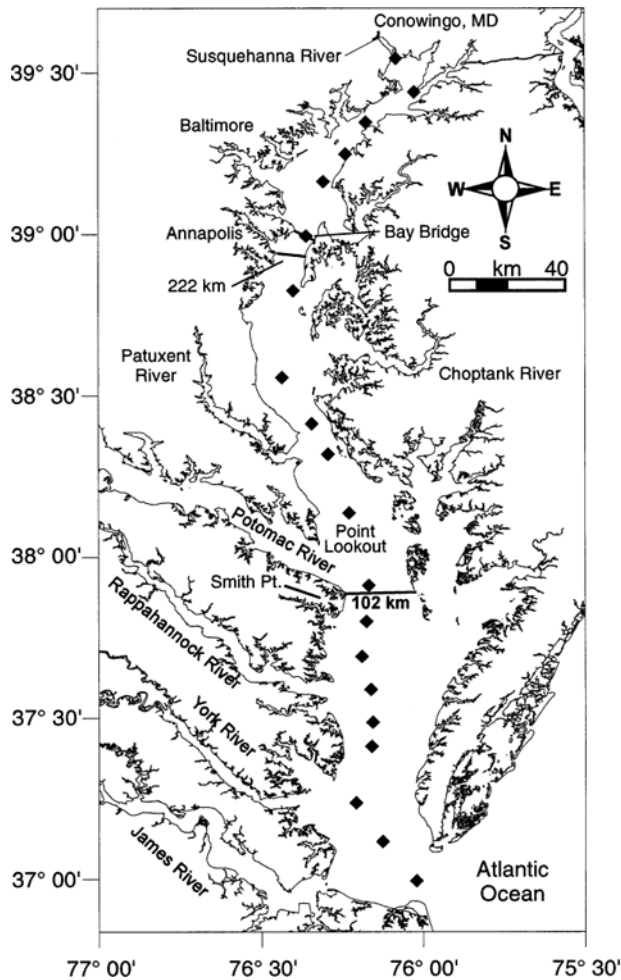 Conowingo, MD
Susquehanna River
39° 30'
Baltimore
N
W E
S
39° 00'
Annapolis
Bay Bridge
0 km 40
222 km
38° 30'
Patuxent
River
Choptank River
Potomac River
Point
Lookout
38° 00'
Smith Pt.
102 km
Rappahannock River
37° 30'
York River
James River
37° 00'
Atlantic
Ocean
77° 00' 76° 30' 76° 00' 75° 30'